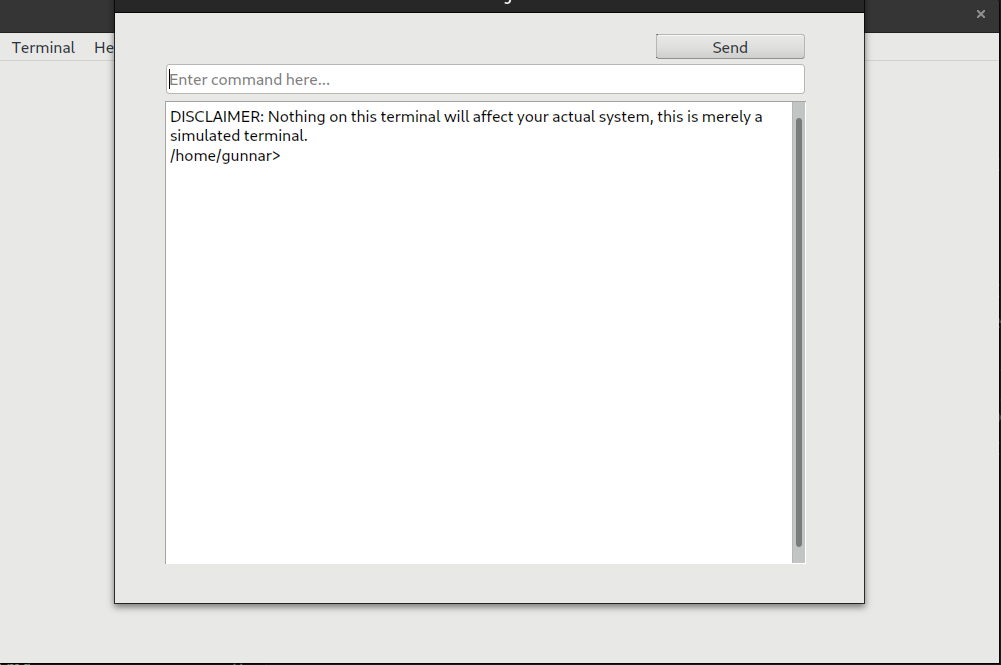 Terminal He
Send
Enter command here...
DISCLAIMER: Nothing on this terminal will affect your actual system, this is merely a
simulated terminal.
/home/gunnar>